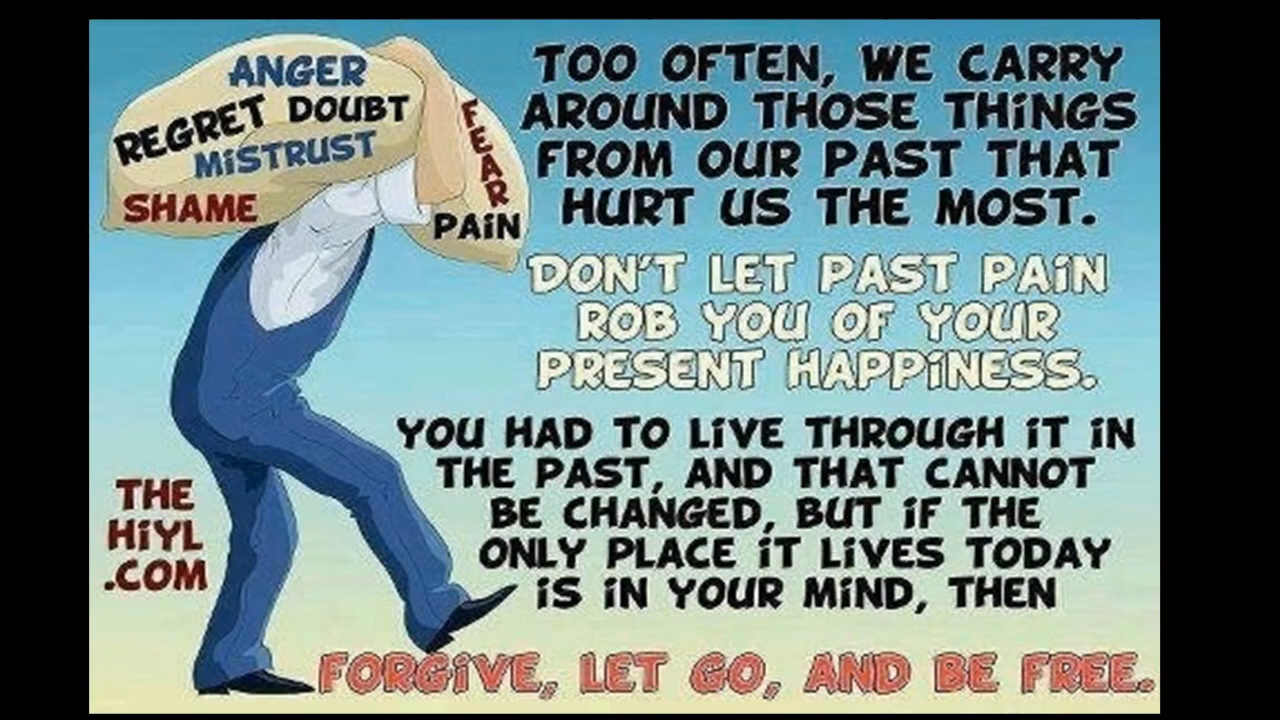 ANGER
REGRET DOUBT
MiSTRUST
SHAME
FEAR
PAiN
TOO OFTEN, WE CARRY
AROUND THOSE THiNGS
FROM OUR PAST THAT
HURT US THE MOST.
DON'T LET PAST PAiN
ROB YOU OF YOUR
PRESENT HAPPiNESS.
YOU HAD TO LiVE THROUGH iT iN
THE PAST, AND THAT CANNOT
BE CHANGED, BUT iF THE
ONLY PLACE iT LiVES TODAY
iS iN YOUR MiND, THEN
FORGiVE, LET GO, AND BE FREE.
THE
HiYL
.COM